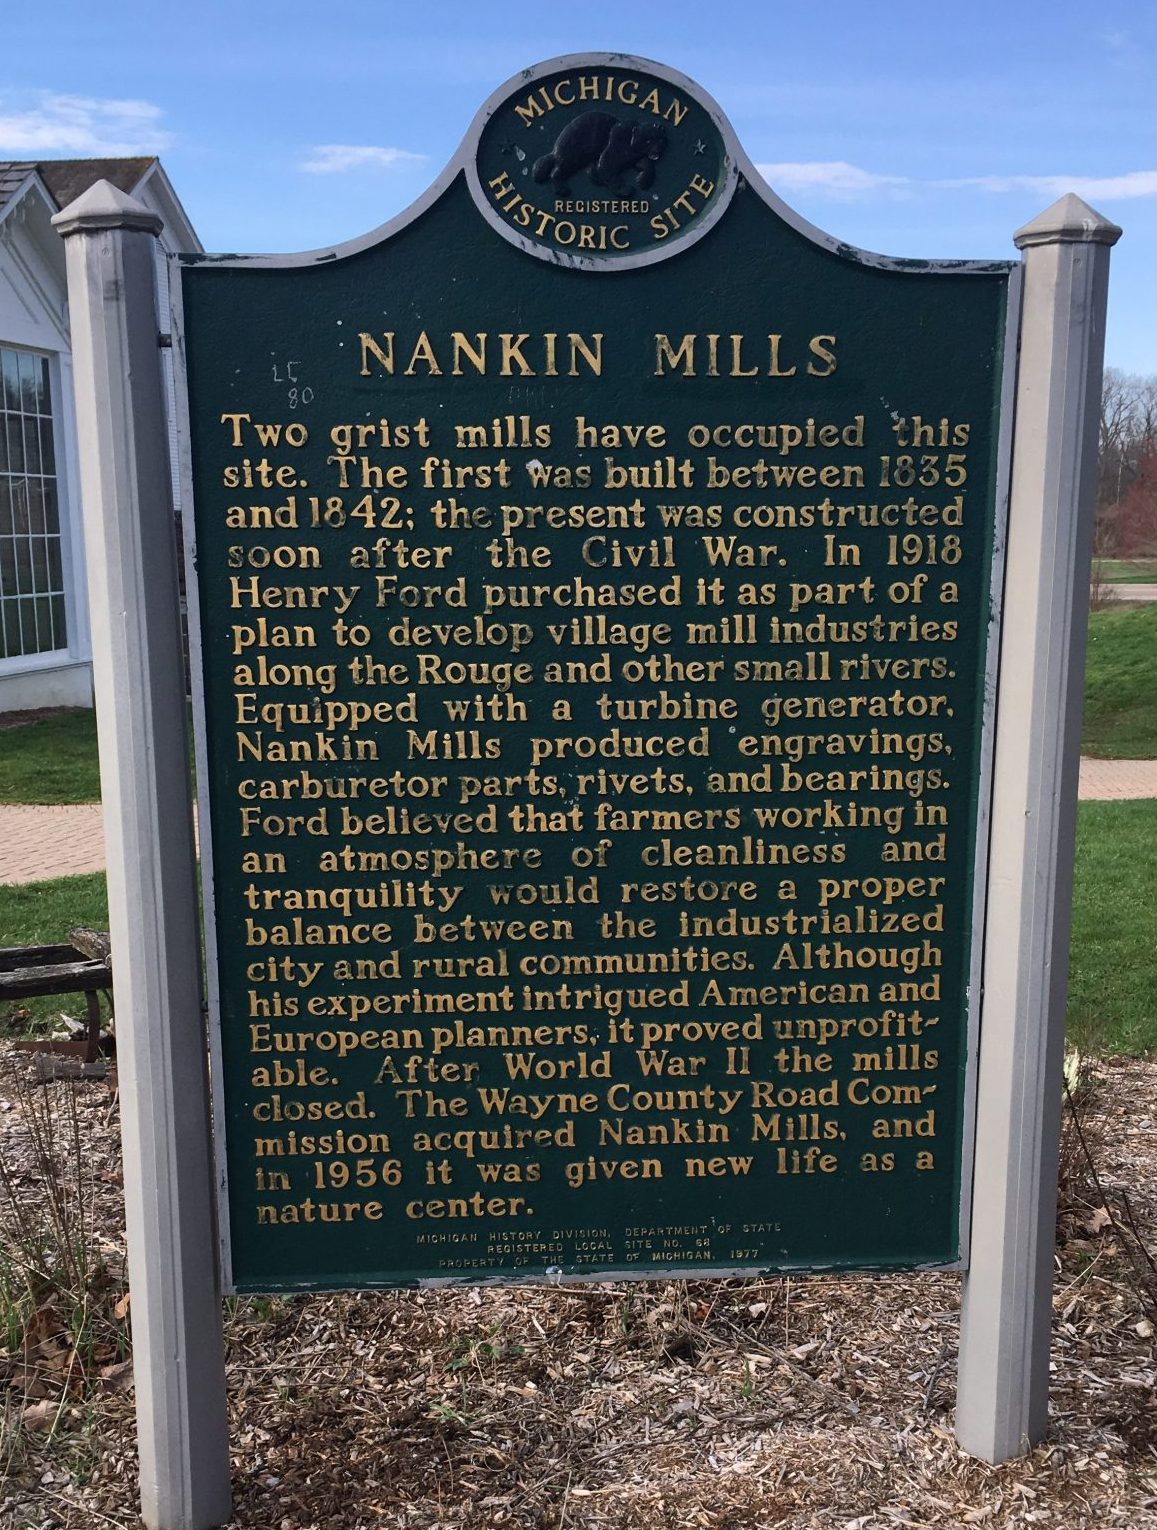 MICHIGAN
REGISTERED
HISTORIC SITE
NANKIN MILLS
LC
80
Two grist mills have occupied this
site. The first was built between 1835
and 1842; the present was constructed
soon after the Civil War. In 1918
Henry Ford purchased it as part of a
plan to develop village mill industries
along the Rouge and other small rivers.
Equipped with a turbine generator,
Nankin Mills produced engravings,
carburetor parts, rivets, and bearings.
Ford believed that farmers working in
an atmosphere of cleanliness and
tranquility would restore a proper
balance between the industrialized
city and rural communities. Although
his experiment intrigued American and
European planners, it proved unprofit-
able. After World War II the mills
closed. The Wayne County Road Com-
mission acquired Nankin Mills, and
in 1956 it was given new life as a
nature center.
MICHIGAN HISTORY DIVISION, DEPARTMENT OF STATE
REGISTERED LOCAL SITE NO. 68
PROPERTY OF THE STATE OF MICHIGAN, 1977